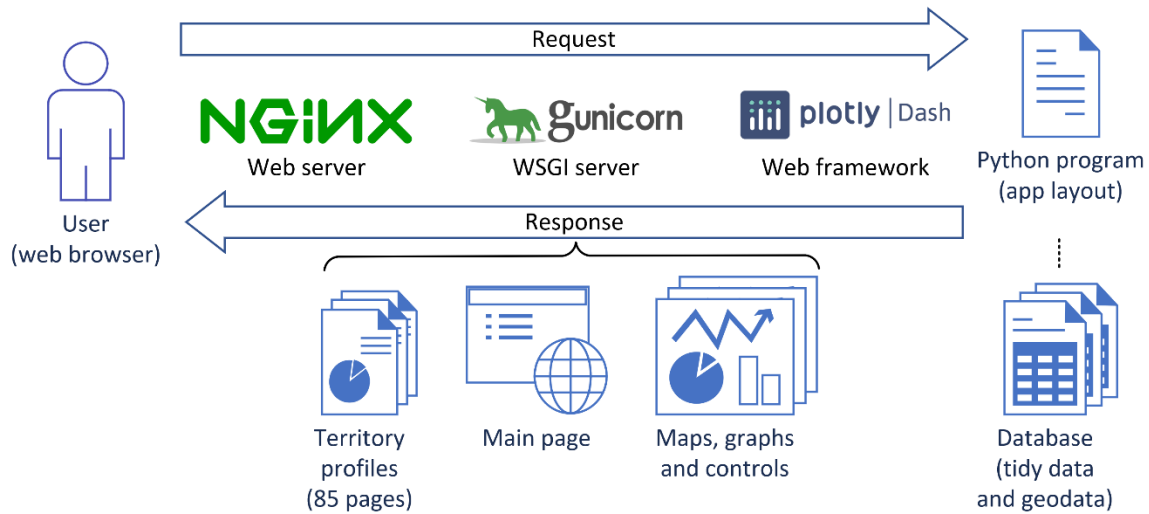 Request
NGiNX
Web server
gunicorn
WSGI server
plotly | Dash
Web framework
Python program
(app layout)
User
(web browser)
Response
Territory
profiles
(85 pages)
Main page
Maps, graphs
and controls
Database
(tidy data
and geodata)